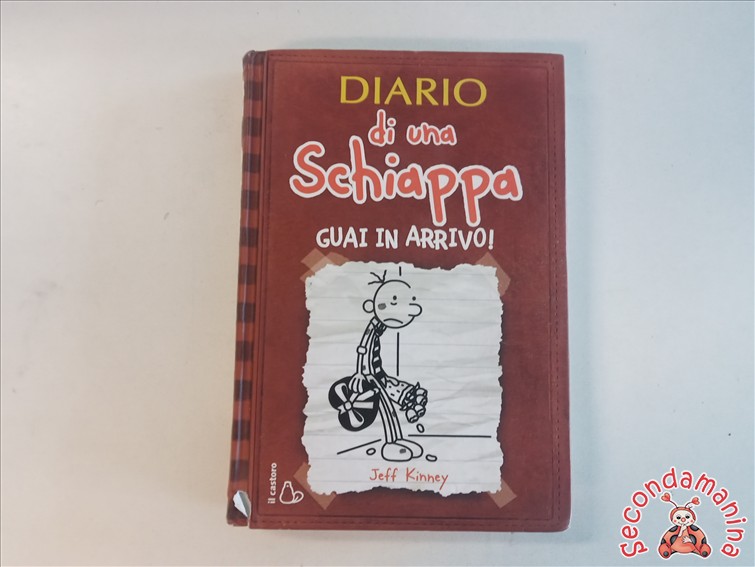 DIARIO
di una
Schiappa
GUAI IN ARRIVO!
Jeff Kinney
il castoro
Secondamanina